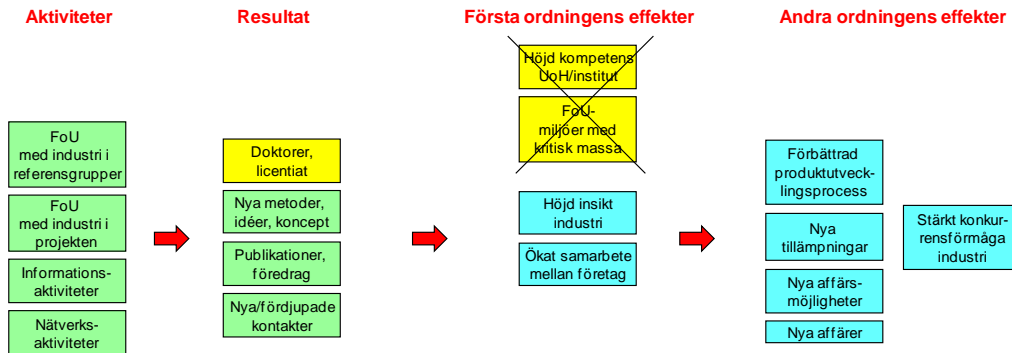 Aktiviteter
Resultat
Första ordningens effekter
Andra ordningens effekter
FoU
med industri i
referensgrupper
FoU
med industri i
projekten
Informations-
aktiviteter
Nätverks-
aktiviteter
Doktorer,
licentiat
Nya metoder,
idéer, koncept
Publikationer,
föredrag
Nya/fördjupade
kontakter
Höjd kompetens
UoH/institut
FoU-
miljöer med
kritisk massa
Höjd insikt
industri
Ökat samarbete
mellan företag
Förbättrad
produktutveck-
lingsprocess
Nya
tillämpningar
Nya affärs-
möjligheter
Nya affärer
Stärkt konkur-
rensförmåga
industri